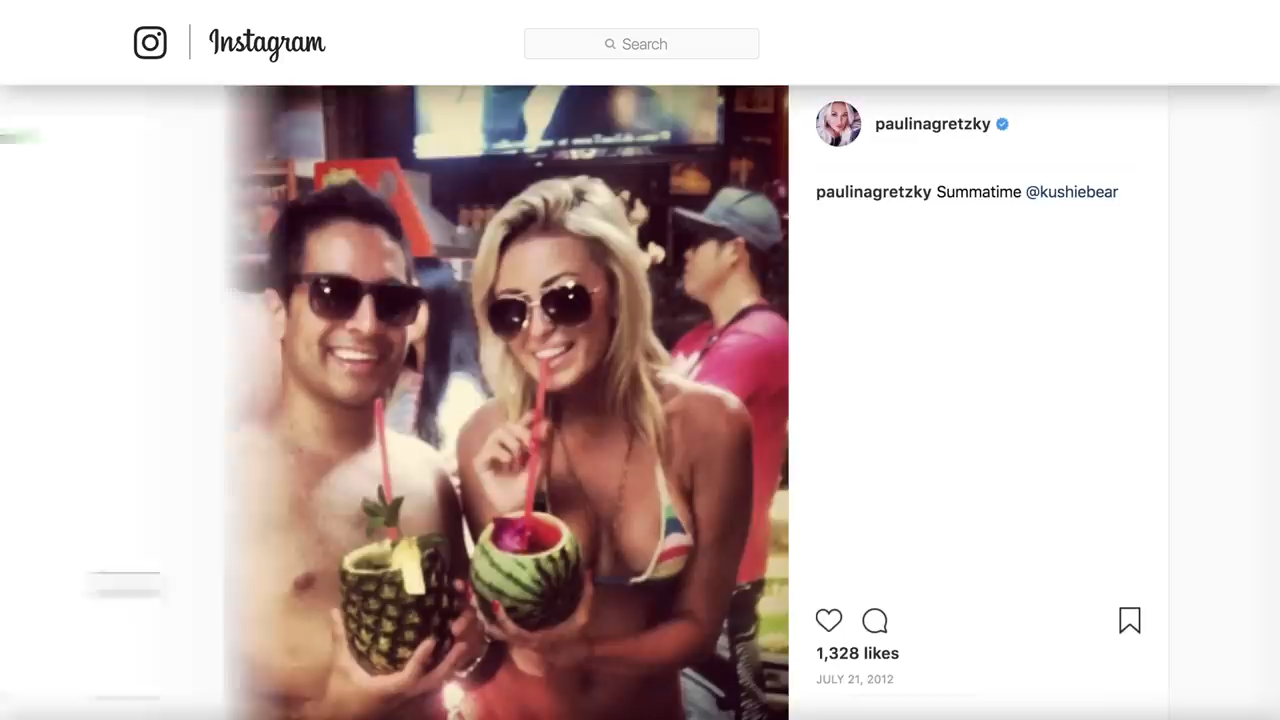 Instagram
Search
paulinagretzky
paulinagretzky Summatime @kushiebear
1,328 likes
JULY 21, 2012